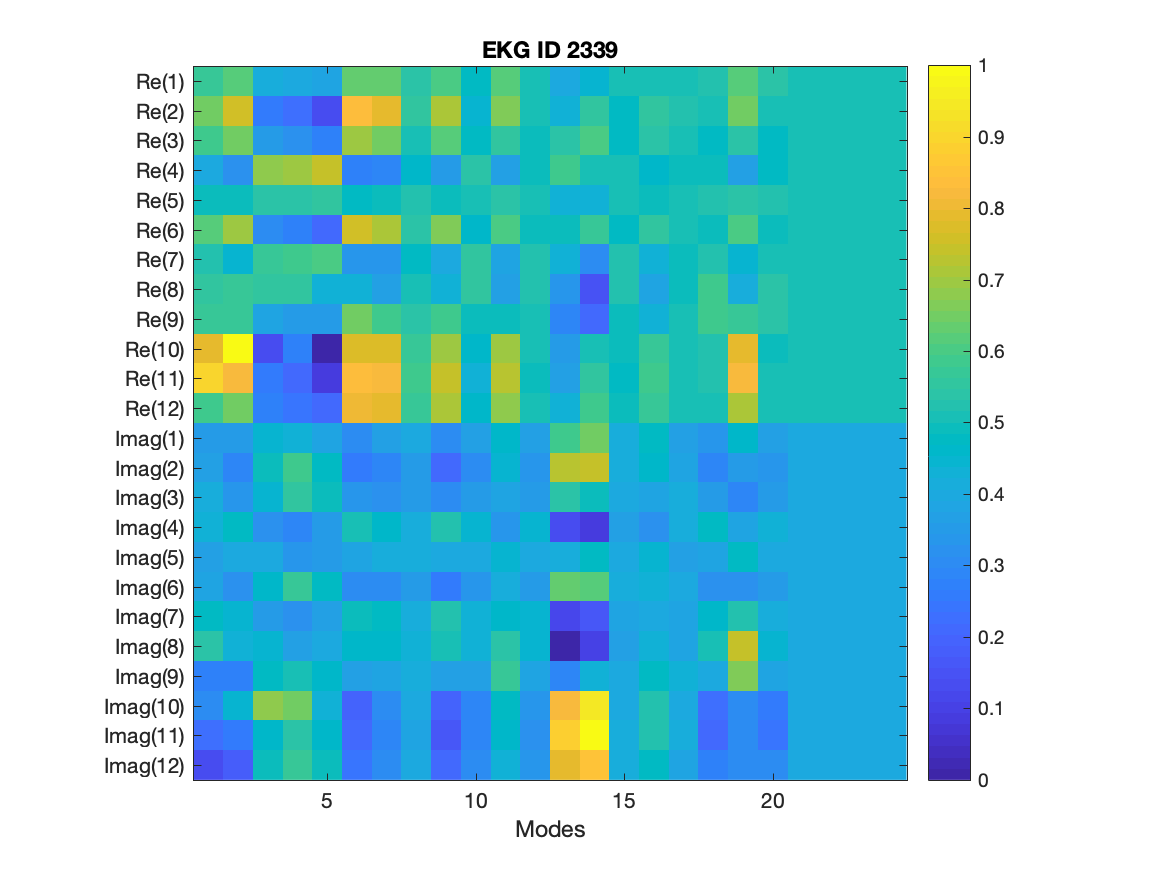 EKG ID 2339
Re(1)
Re(2)
Re(3)
Re(4)
Re(5)
Re(6)
Re(7)
Re(8)
Re(9)
Re(10)
Re(11)
Re(12)
Imag(1)
Imag(2)
Imag(3)
Imag(4)
Imag(5)
Imag(6)
Imag(7)
Imag(8)
Imag(9)
Imag(10)
Imag(11)
Imag(12)
5 10 15 20
Modes
1
0.9
0.8
0.7
0.6
0.5
0.4
0.3
0.2
0.1
0